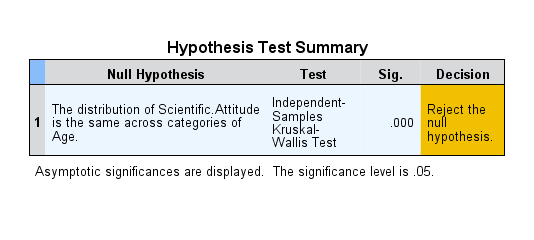 Hypothesis Test Summary
Null Hypothesis Test Sig. Decision
1 The distribution of Scientific.Attitude is the same across categories of Age. Independent-Samples Kruskal-Wallis Test .000 Reject the null hypothesis.
Asymptotic significances are displayed. The significance level is .05.